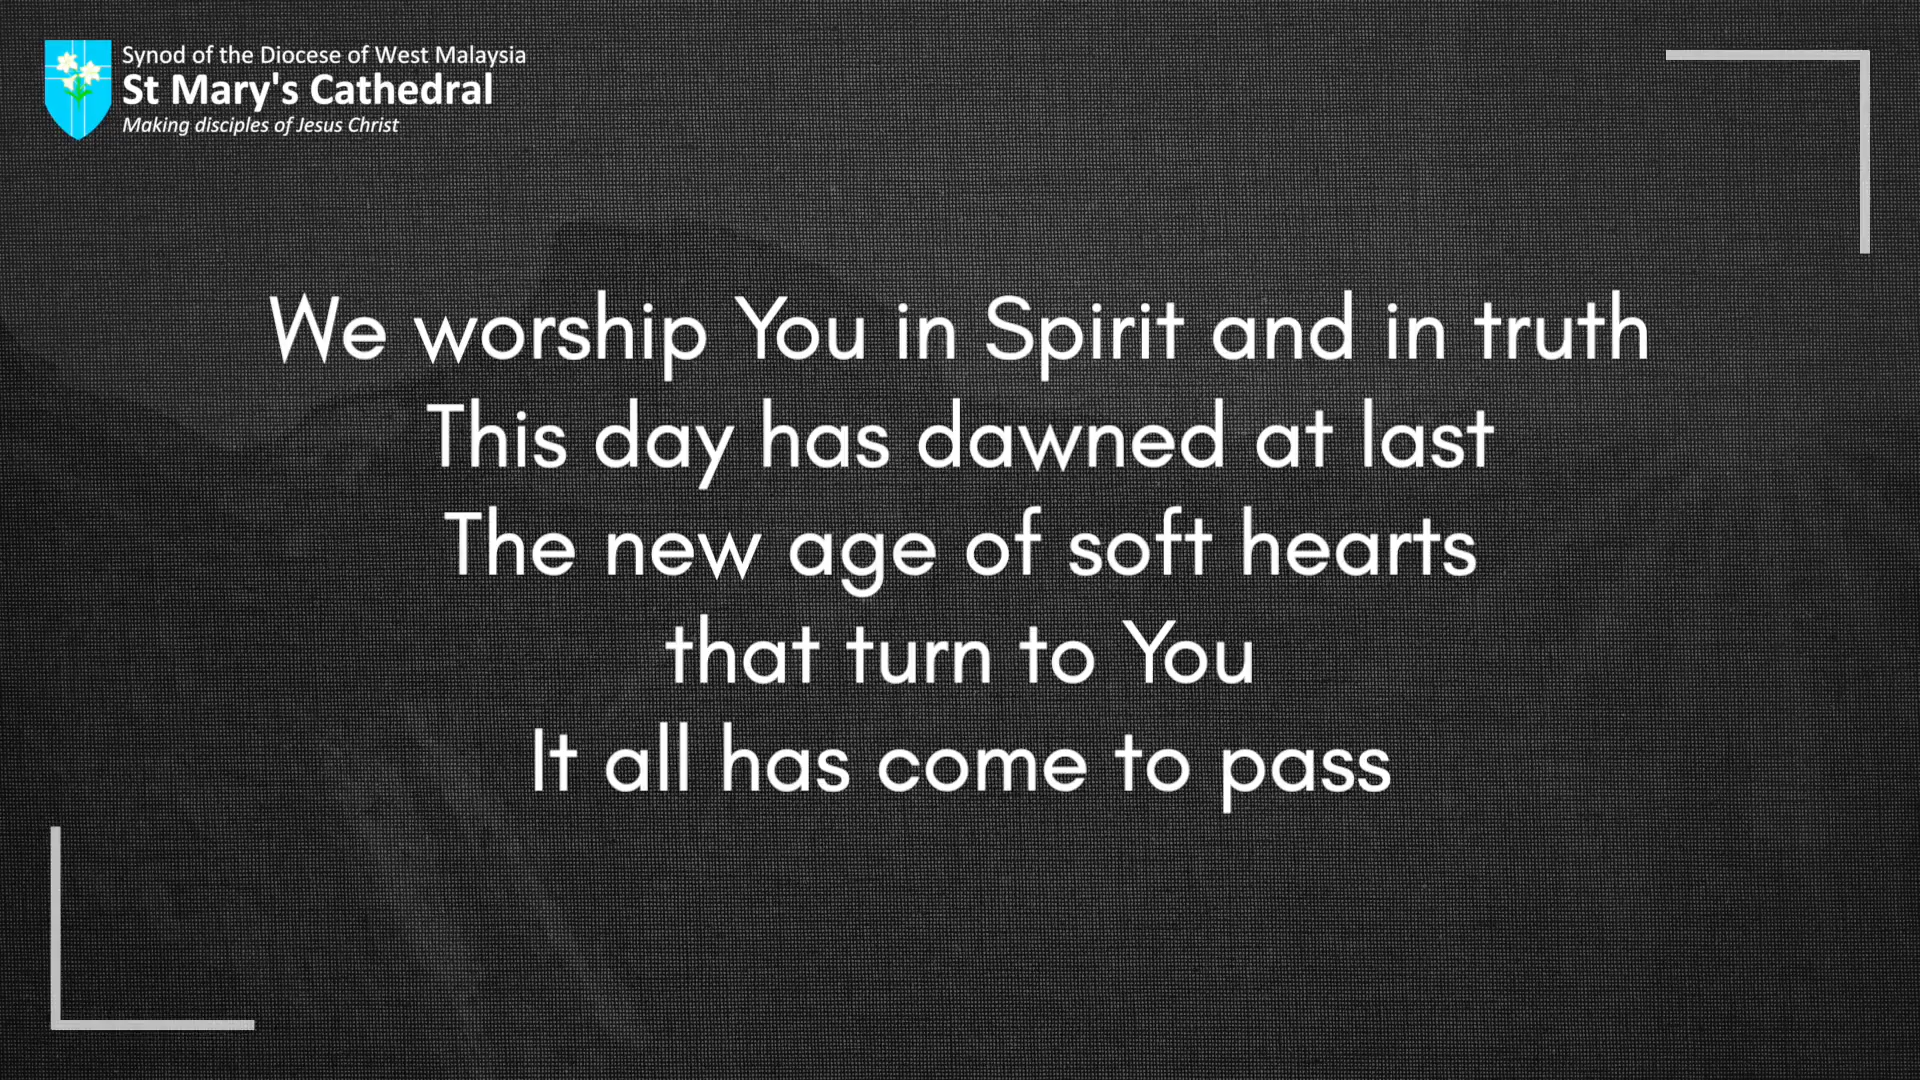 Synod of the Diocese of West Malaysia
St Mary's Cathedral
Making disciples of Jesus Christ
We worship You in Spirit and in truth
This day has dawned at last
The new age of soft hearts
that turn to You
It all has come to pass